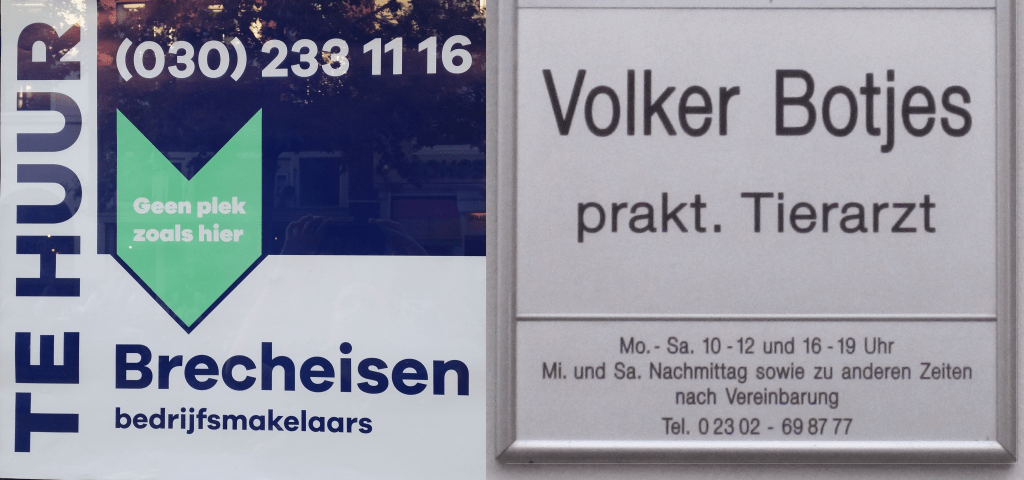 TE HUUR
(030) 233 11 16
Geen plek
zoals hier
Brecheisen
bedrijfsmakelaars
Volker Botjes
prakt. Tierarzt
Mo. - Sa. 10 - 12 und 16 - 19 Uhr
Mi. und Sa. Nachmittag sowie zu anderen Zeiten
nach Vereinbarung
Tel. 0 23 02 - 69 87 77